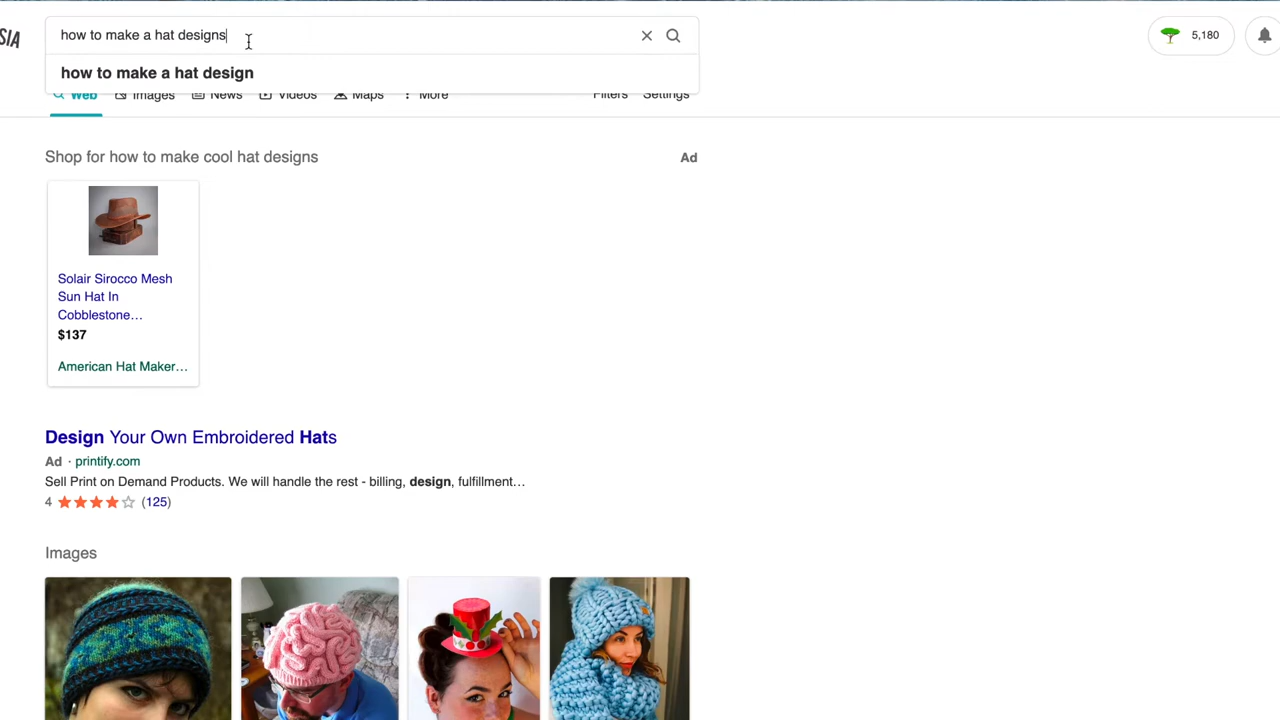 SIA
how to make a hat designs
5,180
how to make a hat design
Web Images News Videos Maps More Filters Settings
Shop for how to make cool hat designs
Ad
Solair Sirocco Mesh
Sun Hat In
Cobblestone…
$137
American Hat Maker…
Design Your Own Embroidered Hats
Ad · printify.com
Sell Print on Demand Products. We will handle the rest - billing, design, fulfillment…
4 (125)
Images